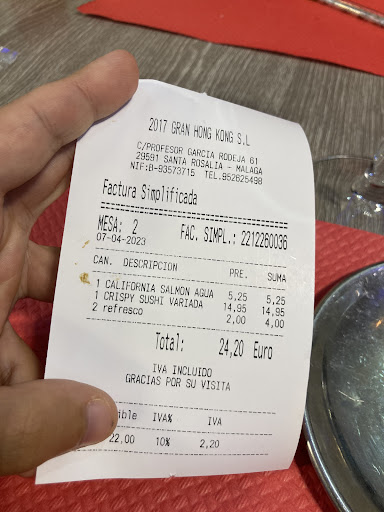 2017 GRAN HONG KONG S.L
C/PROFESOR GARCIA RODEJA 61
29591 SANTA ROSALIA - MALAGA
NIF:B-93573715 TEL.952625498
Factura Simplificada
MESA: 2 FAC. SIMPL.: 2212260036
07-04-2023
CAN. DESCRIPCION PRE. SUMA
1 CALIFORNIA SALMON AGUA 5,25 5,25
1 CRISPY SUSHI VARIADA 14,95 14,95
2 refresco 2,00 4,00
Total: 24,20 Euro
IVA INCLUIDO
GRACIAS POR SU VISITA
ible IVA% IVA
22,00 10% 2,20